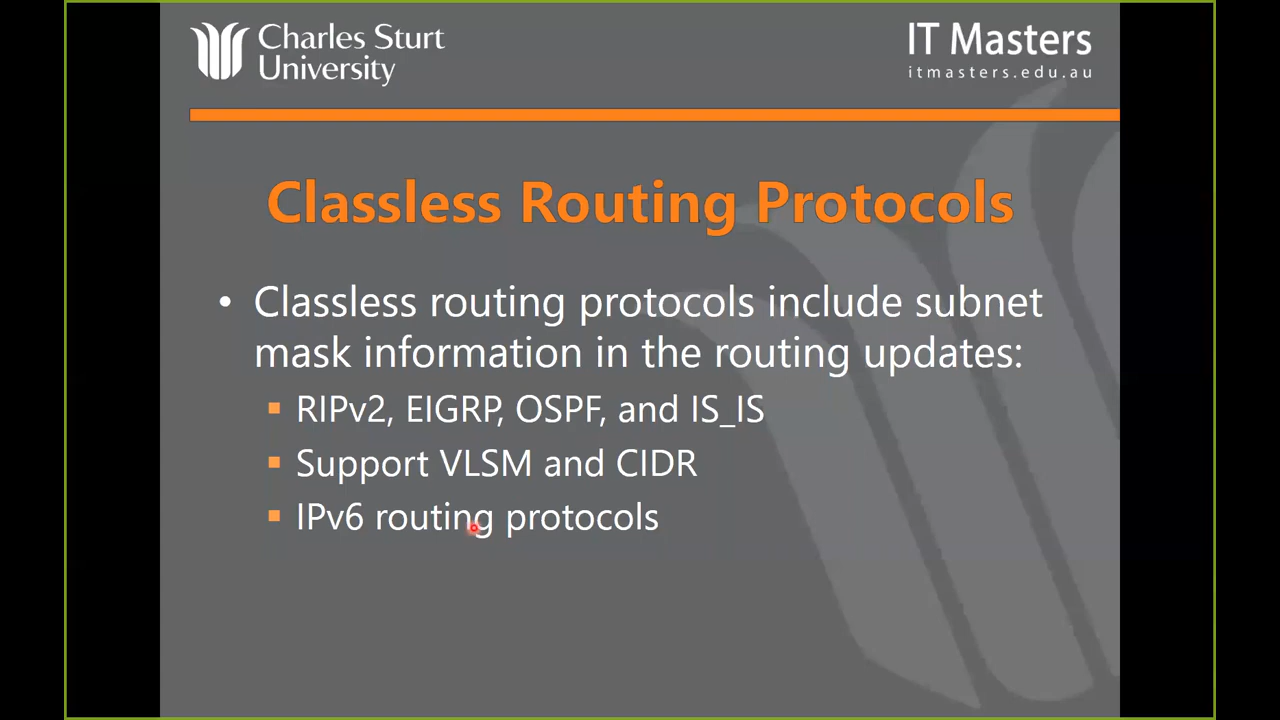 Charles Sturt
University
IT Masters
itmasters.edu.au
Classless Routing Protocols
• Classless routing protocols include subnet
mask information in the routing updates:
▪ RIPv2, EIGRP, OSPF, and IS_IS
▪ Support VLSM and CIDR
▪ IPv6 routing protocols